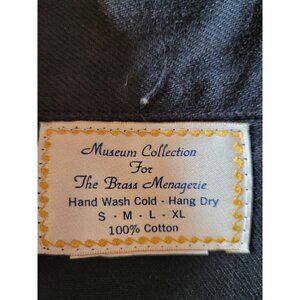 Museum Collection
For
The Brass Menagerie
Hand Wash Cold - Hang Dry
S - M - L - XL
100% Cotton